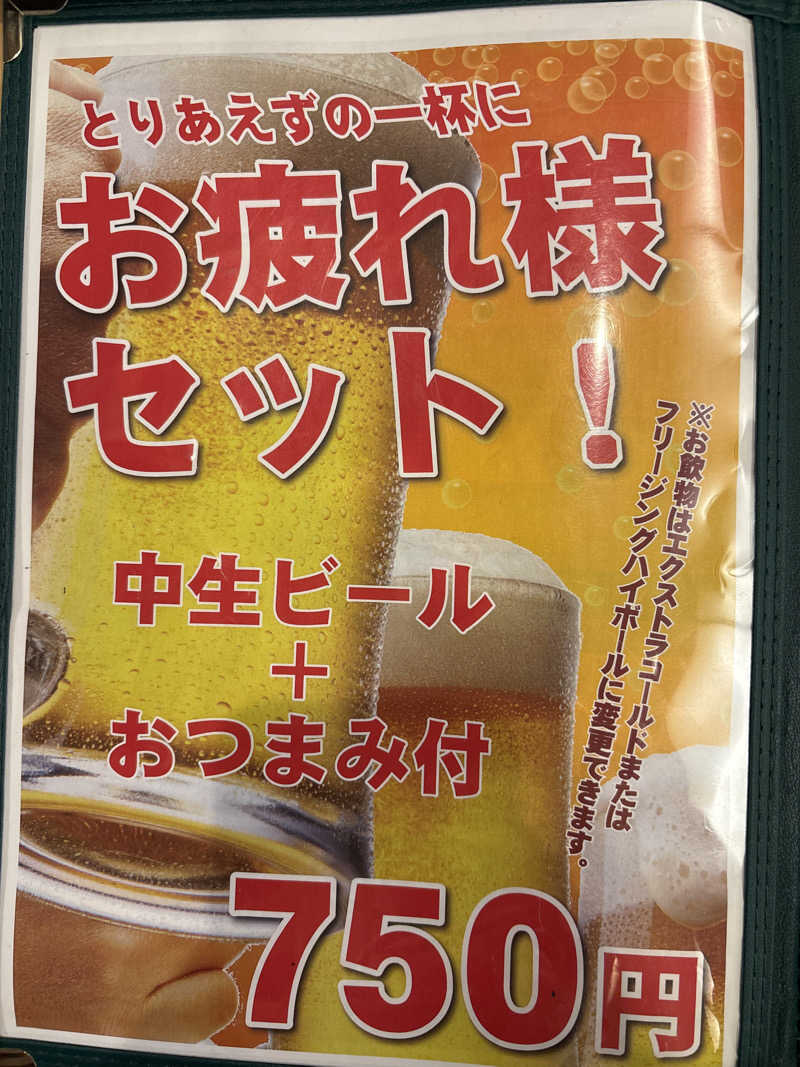 とりあえずの一杯に
お疲れ様
セット！
中生ビール
＋
おつまみ付
※お飲物はエクストラコールドまたは
フリージングハイボールに変更できます。
750円